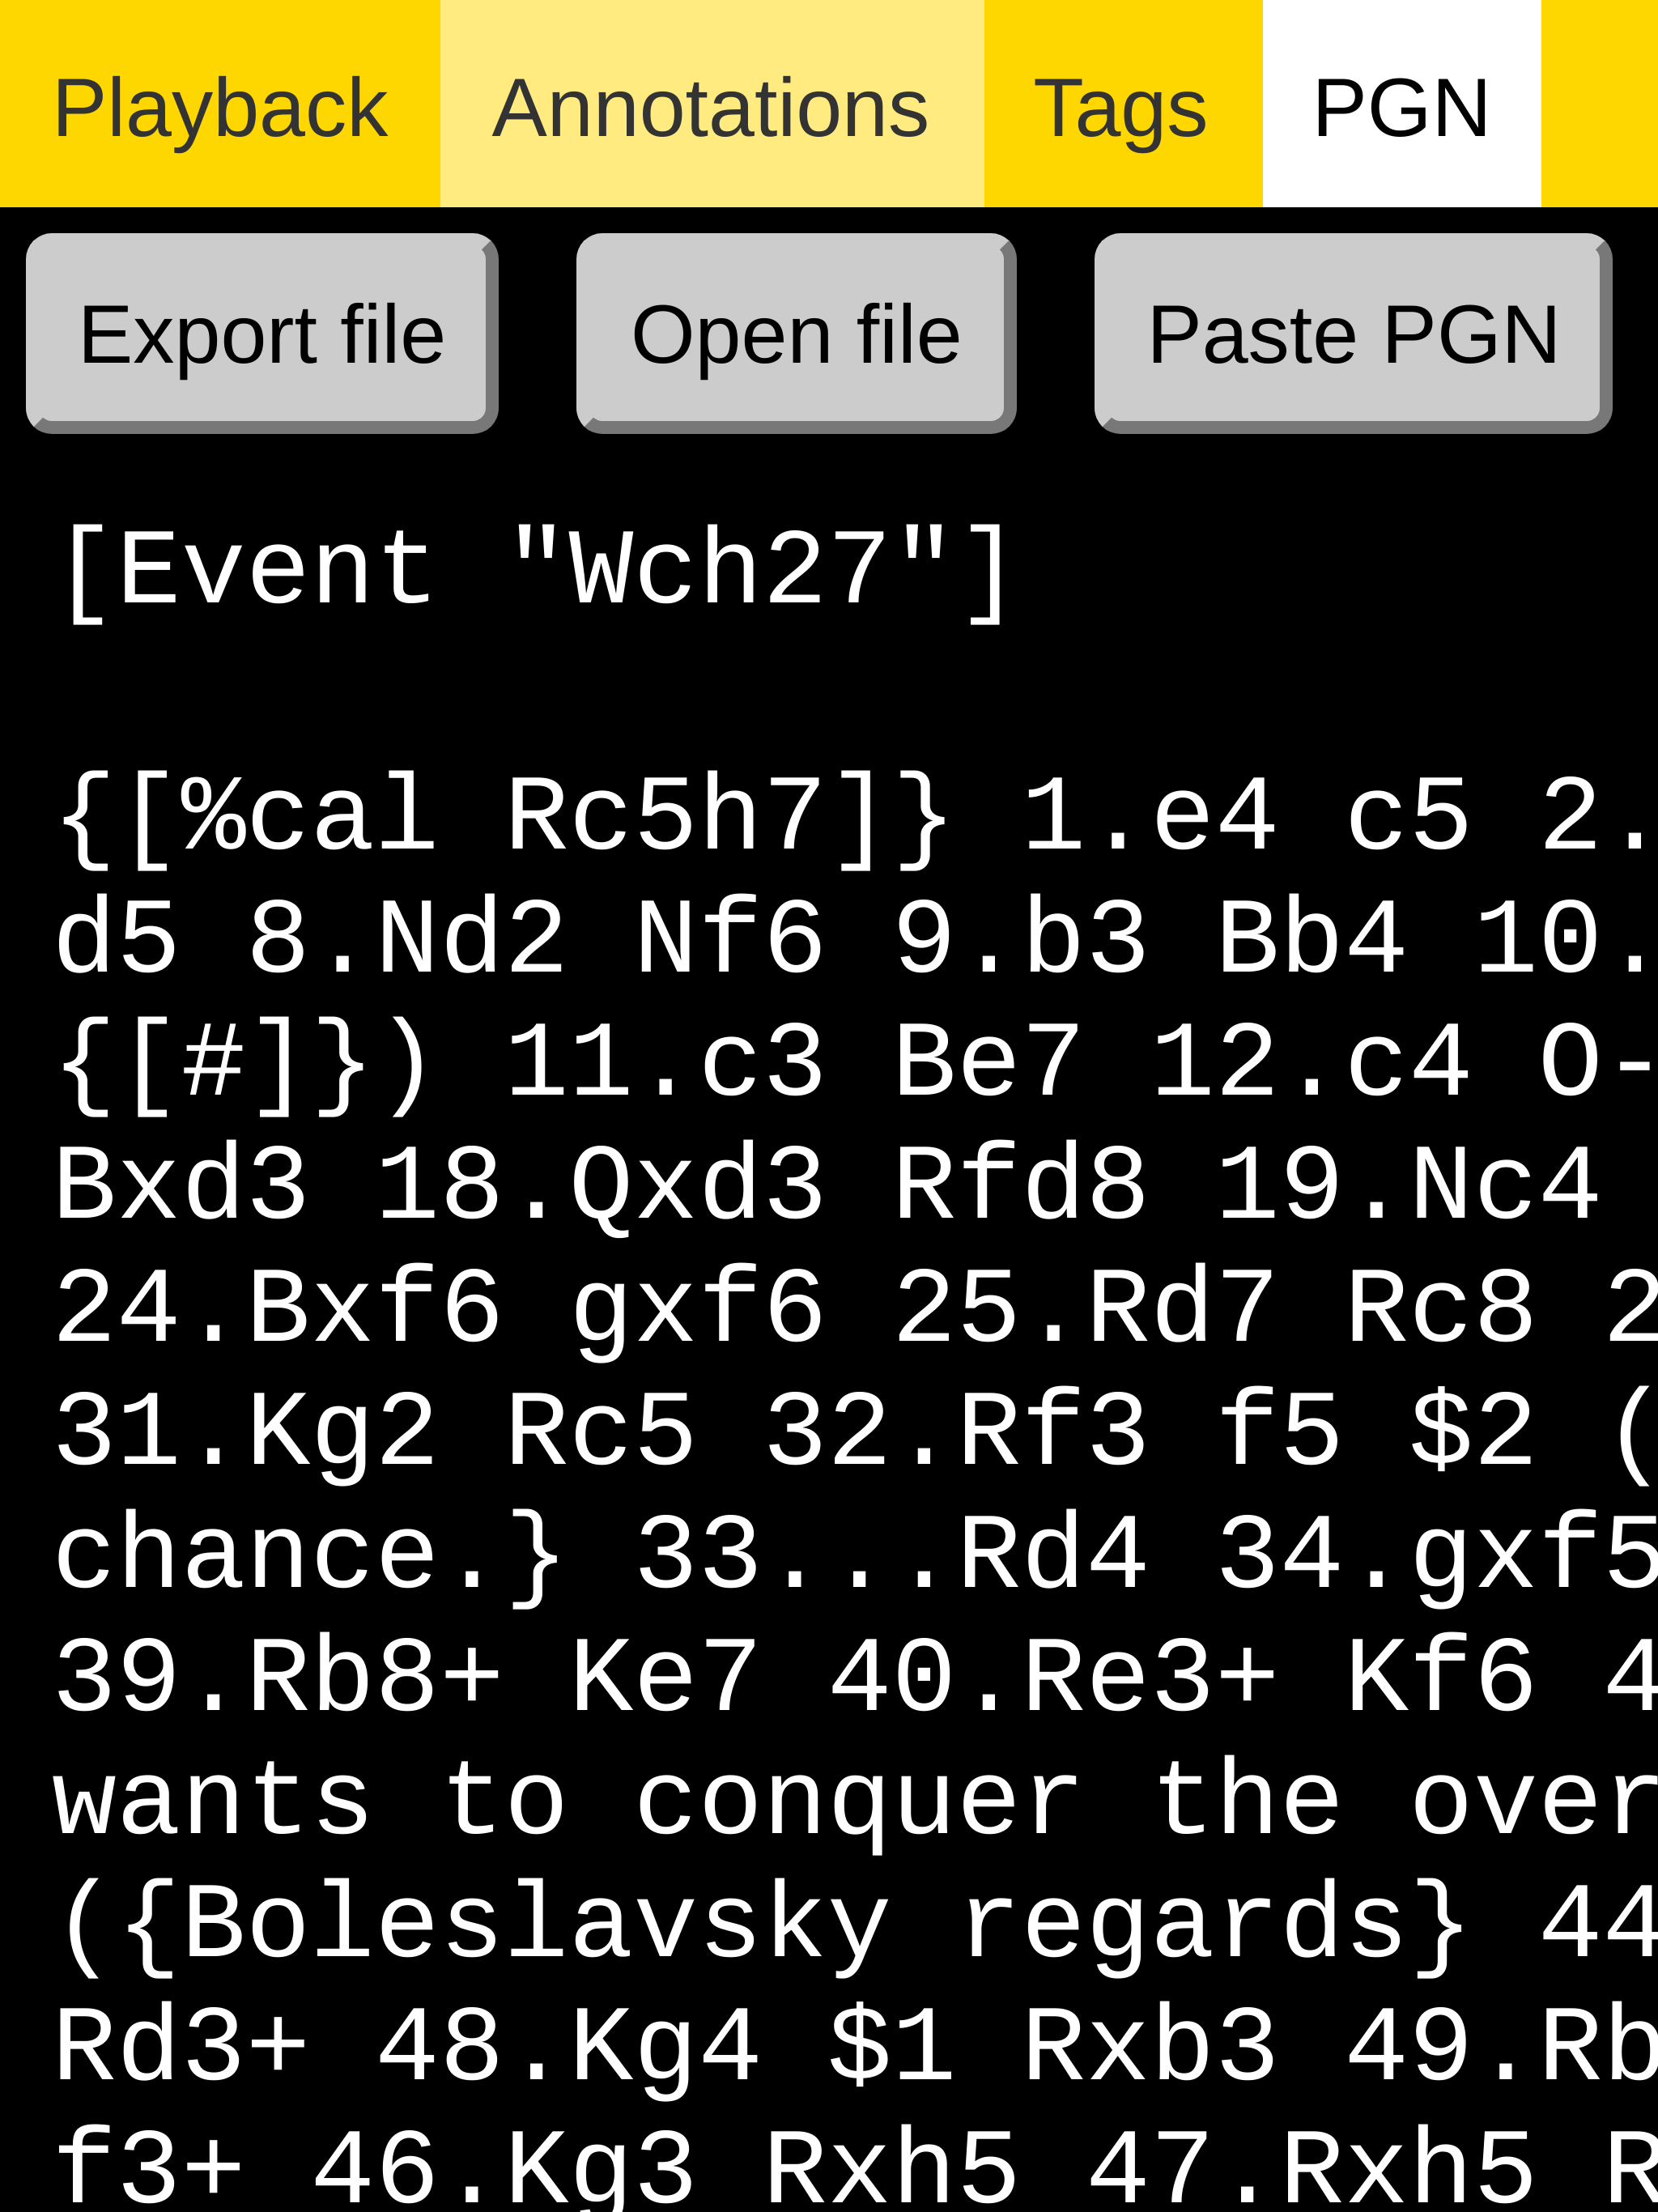 Playback Annotations Tags PGN
Export file Open file Paste PGN
[Event "Wch27"]
{[%cal Rc5h7]} 1.e4 c5 2.
d5 8.Nd2 Nf6 9.b3 Bb4 10.
{[#]}) 11.c3 Be7 12.c4 O-
Bxd3 18.Qxd3 Rfd8 19.Nc4
24.Bxf6 gxf6 25.Rd7 Rc8 2
31.Kg2 Rc5 32.Rf3 f5 $2 (
chance.} 33...Rd4 34.gxf5
39.Rb8+ Ke7 40.Re3+ Kf6 4
wants to conquer the over
({Boleslavsky regards} 44
Rd3+ 48.Kg4 $1 Rxb3 49.Rb
f3+ 46.Kg3 Rxh5 47.Rxh5 R